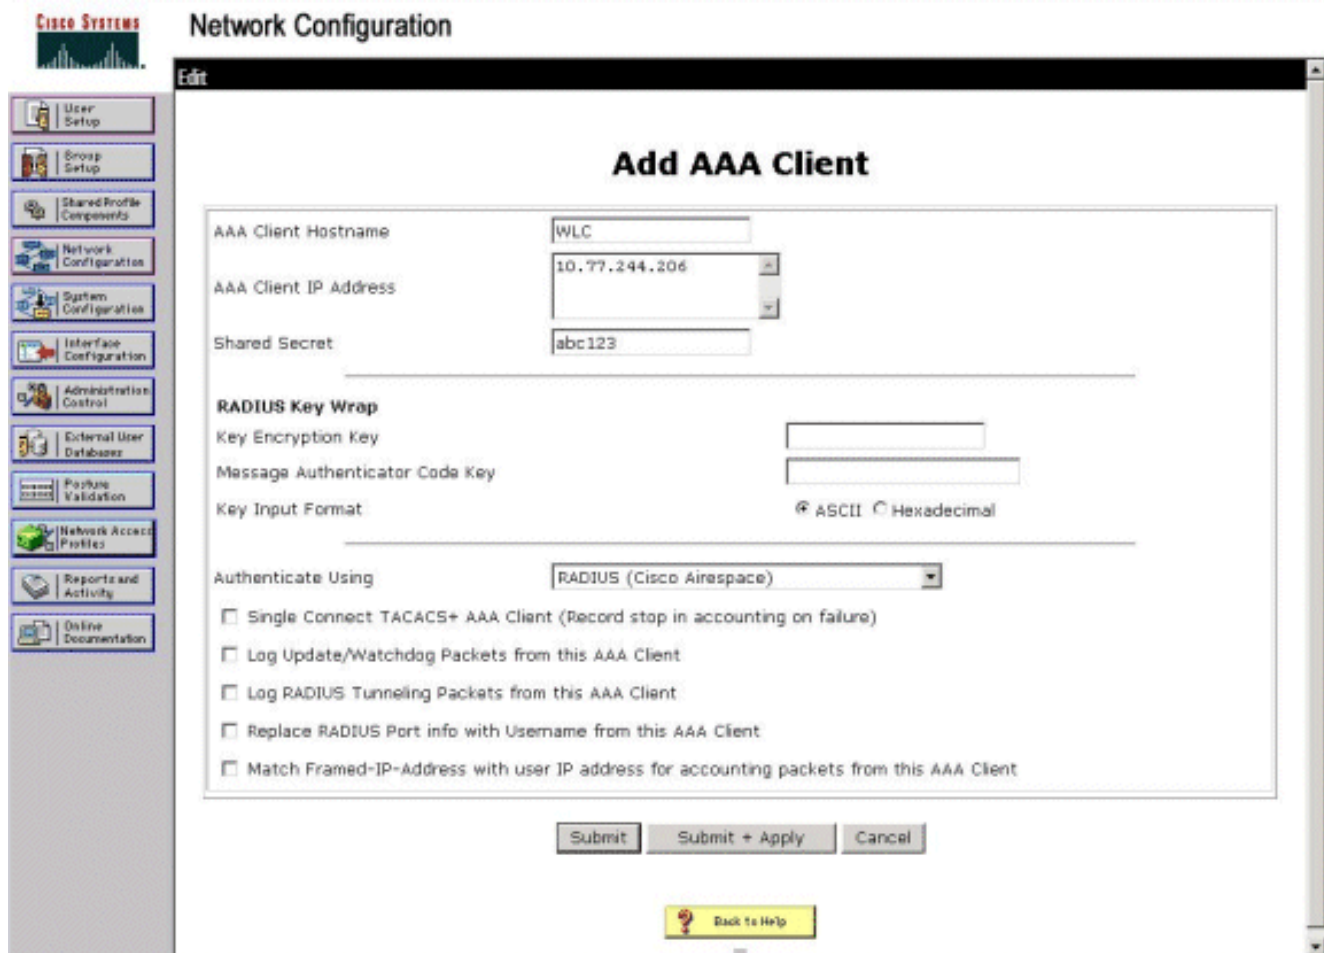 CISCO SYSTEMS
Network Configuration
Edit
User
Setup
Group
Setup
Shared Profile
Components
Network
Configuration
System
Configuration
Interface
Configuration
Administration
Control
External User
Databases
Posture
Validation
Network Access
Profiles
Reports and
Activity
Online
Documentation
Add AAA Client
AAA Client Hostname WLC
AAA Client IP Address 10.77.244.206
Shared Secret abc123
RADIUS Key Wrap
Key Encryption Key
Message Authenticator Code Key
Key Input Format ASCII Hexadecimal
Authenticate Using RADIUS (Cisco Airespace)
Single Connect TACACS+ AAA Client (Record stop in accounting on failure)
Log Update/Watchdog Packets from this AAA Client
Log RADIUS Tunneling Packets from this AAA Client
Replace RADIUS Port info with Username from this AAA Client
Match Framed-IP-Address with user IP address for accounting packets from this AAA Client
Submit Submit + Apply Cancel
? Back to Help